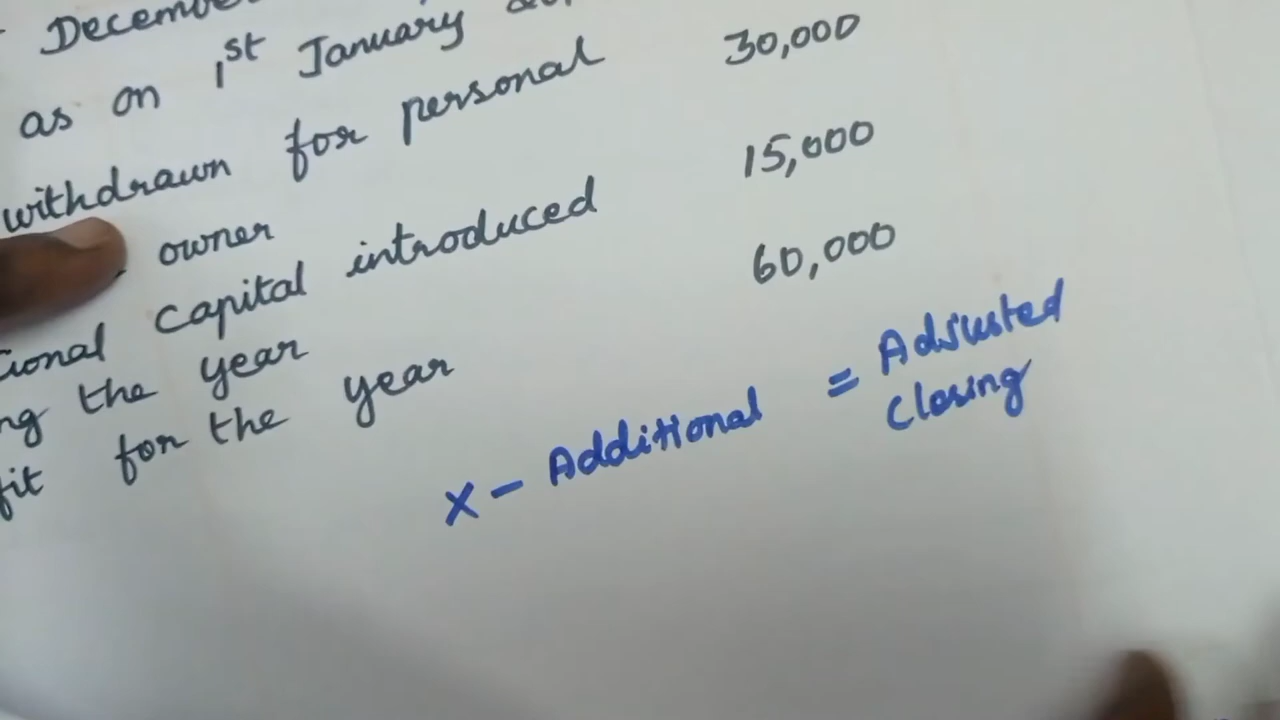 December
as on 1st January
withdrawn for personal 30,000
owner
capital introduced 15,000
the year
for the year 60,000
X - Additional = Adjusted
Closing